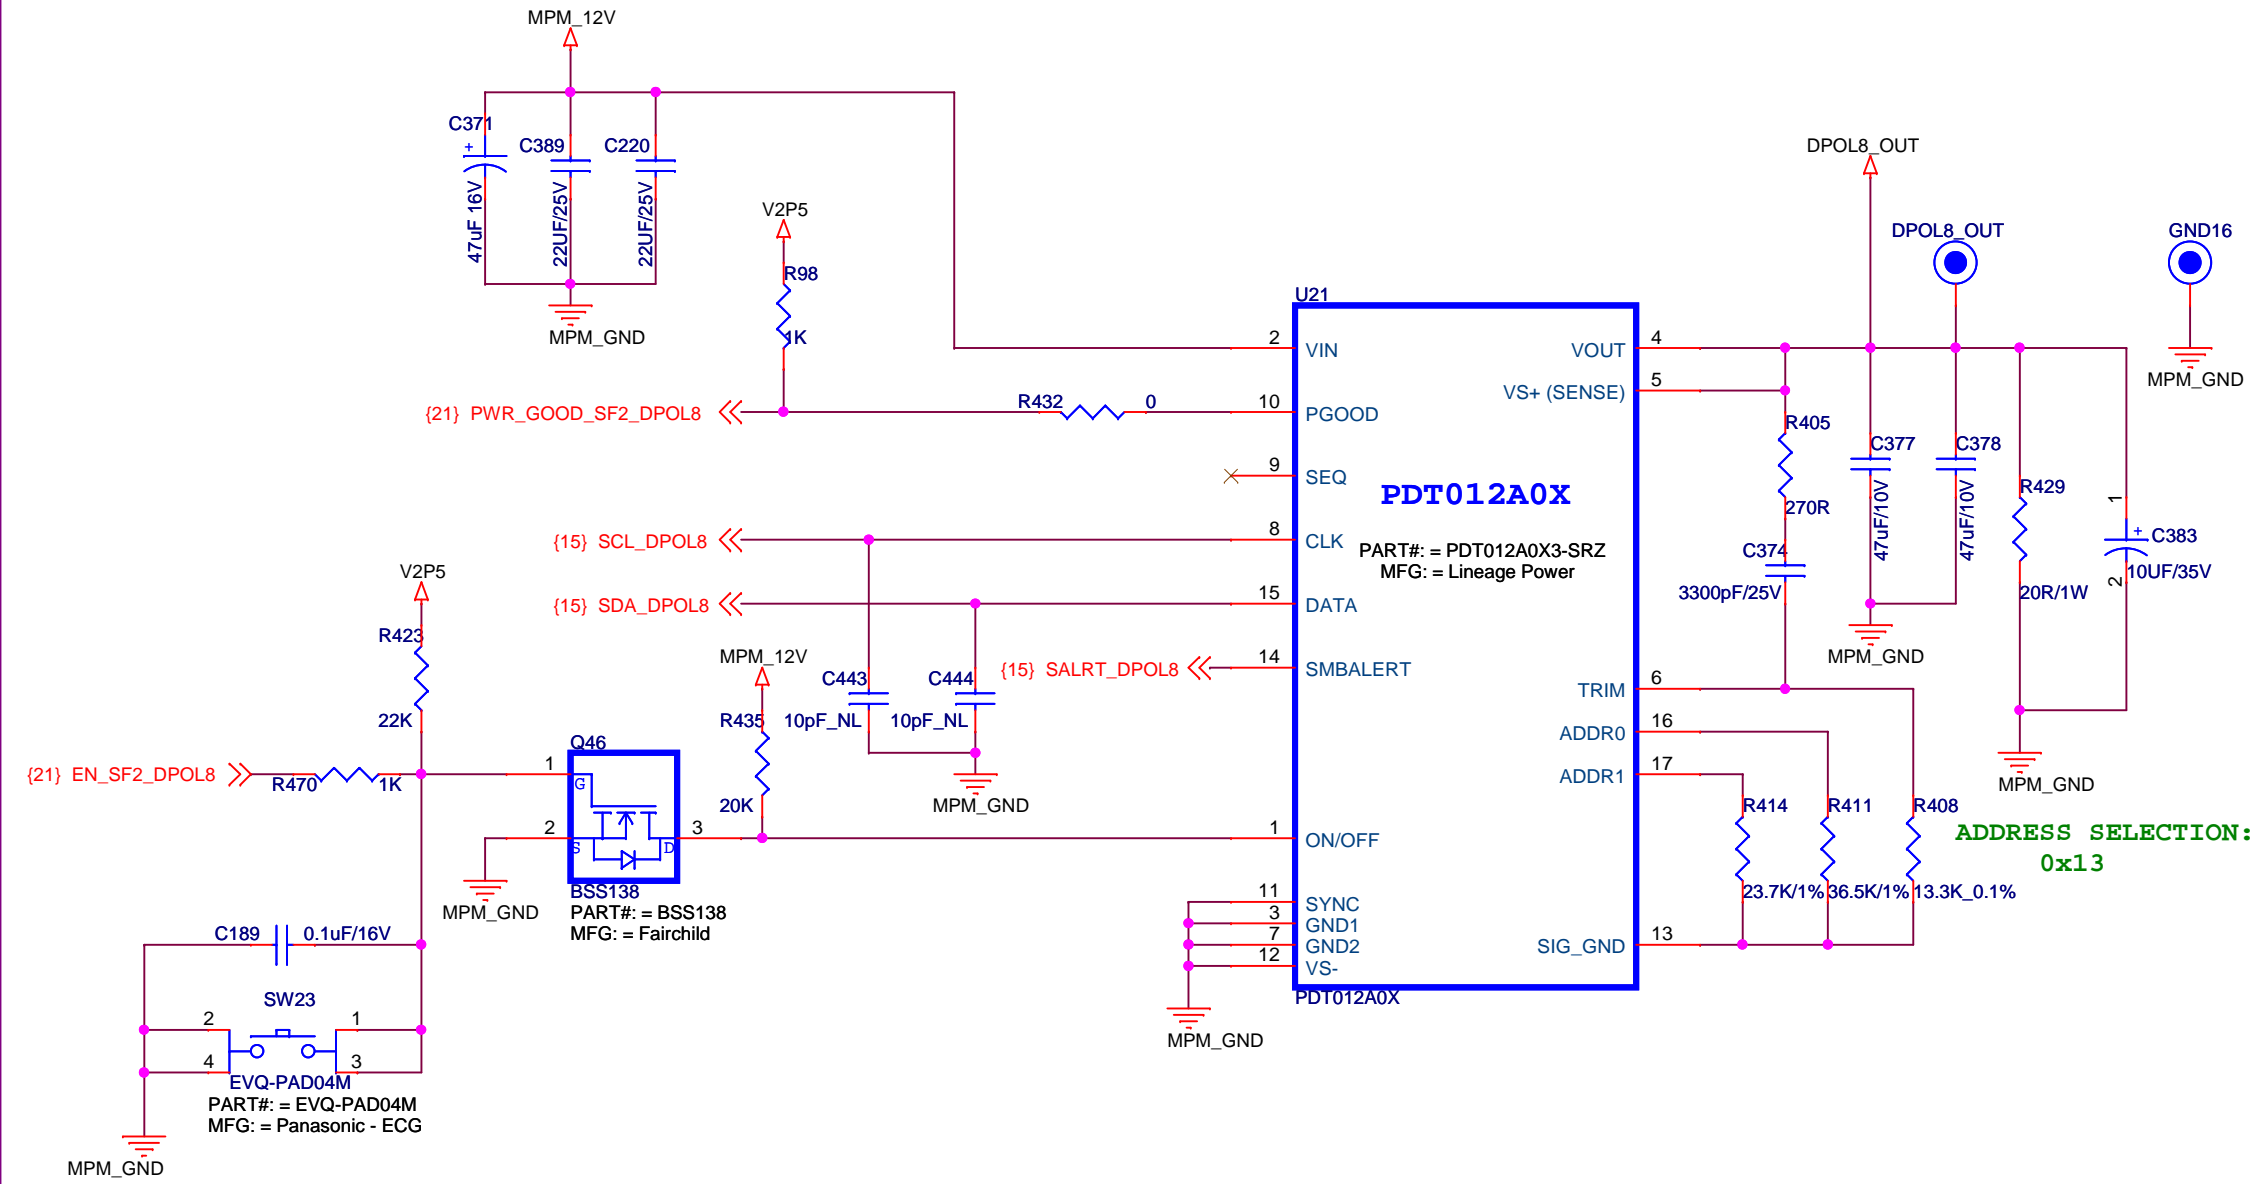 MPM_12V
C371
+
47uF 16V
C389
22UF/25V
C220
22UF/25V
MPM_GND
V2P5
R98
1K
{21} PWR_GOOD_SF2_DPOL8
R432
0
{15} SCL_DPOL8
{15} SDA_DPOL8
{15} SALRT_DPOL8
C443
10pF_NL
C444
10pF_NL
MPM_GND
V2P5
R423
22K
{21} EN_SF2_DPOL8
R470
1K
MPM_12V
R435
20K
Q46
1
G
2
S
3
D
BSS138
PART#: = BSS138
MFG: = Fairchild
MPM_GND
C189
0.1uF/16V
SW23
2
1
4
3
EVQ-PAD04M
PART#: = EVQ-PAD04M
MFG: = Panasonic - ECG
MPM_GND
U21
2
VIN
10
PGOOD
9
SEQ
8
CLK
15
DATA
14
SMBALERT
1
ON/OFF
11
SYNC
3
GND1
7
GND2
12
VS-
MPM_GND
PDT012A0X
PART#: = PDT012A0X3-SRZ
MFG: = Lineage Power
VOUT
4
VS+ (SENSE)
5
TRIM
6
ADDR0
16
ADDR1
17
SIG_GND
13
PDT012A0X
DPOL8_OUT
DPOL8_OUT
GND16
MPM_GND
R405
270R
C374
3300pF/25V
C377
47uF/10V
C378
47uF/10V
MPM_GND
R429
20R/1W
1
+
C383
2
10UF/35V
MPM_GND
R414
23.7K/1%
R411
36.5K/1%
R408
13.3K_0.1%
ADDRESS SELECTION:
0x13